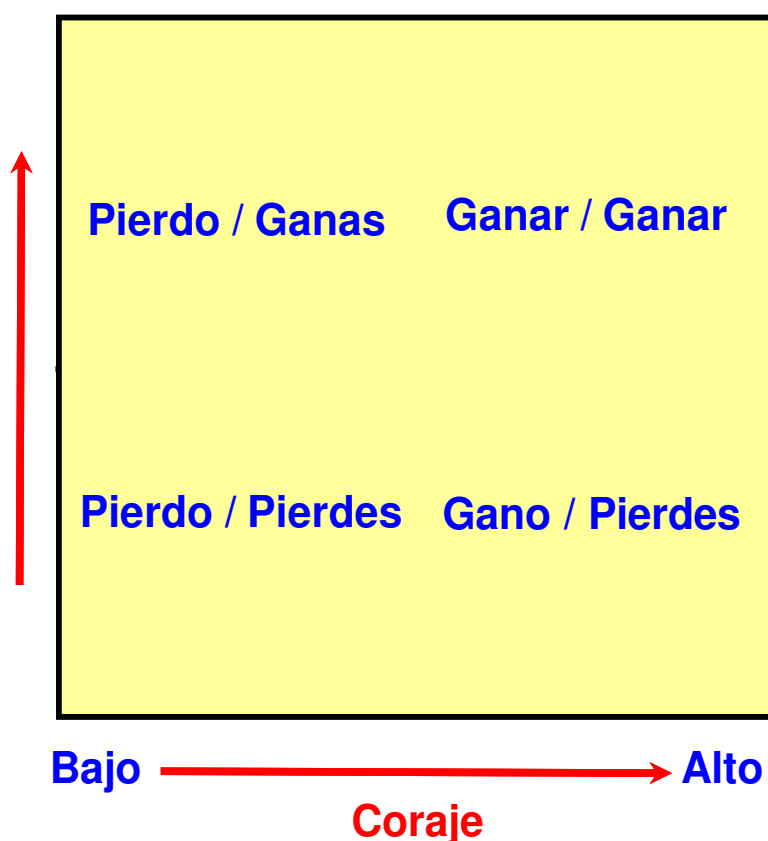 Pierdo / Ganas
Ganar / Ganar
Pierdo / Pierdes
Gano / Pierdes
Bajo
Alto
Coraje